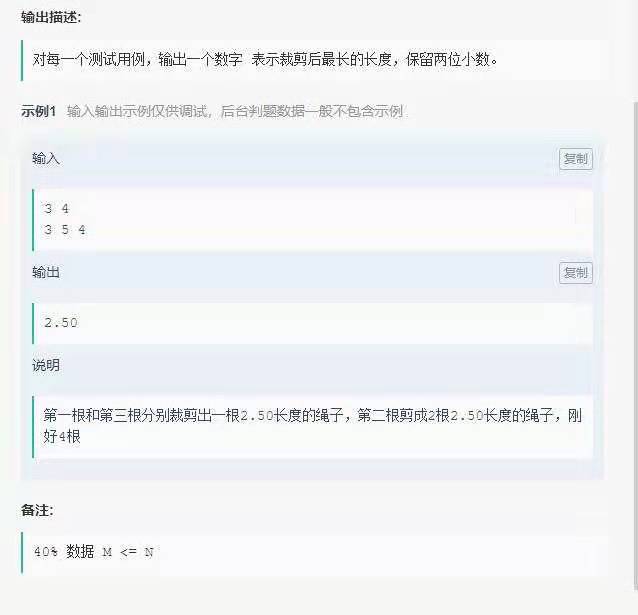 输出描述:
对每一个测试用例，输出一个数字 表示裁剪后最长的长度，保留两位小数。
示例1 输入输出示例仅供调试，后台判题数据一般不包含示例
输入 复制
3 4
3 5 4
输出 复制
2.50
说明
第一根和第三根分别裁剪出一根2.50长度的绳子，第二根剪成2根2.50长度的绳子，刚
好4根
备注:
40% 数据 M <= N